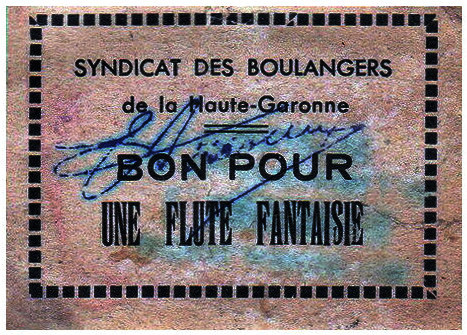 SYNDICAT DES BOULANGERS
de la Haute-Garonne
BON POUR
UNE FLUTE FANTAISIE